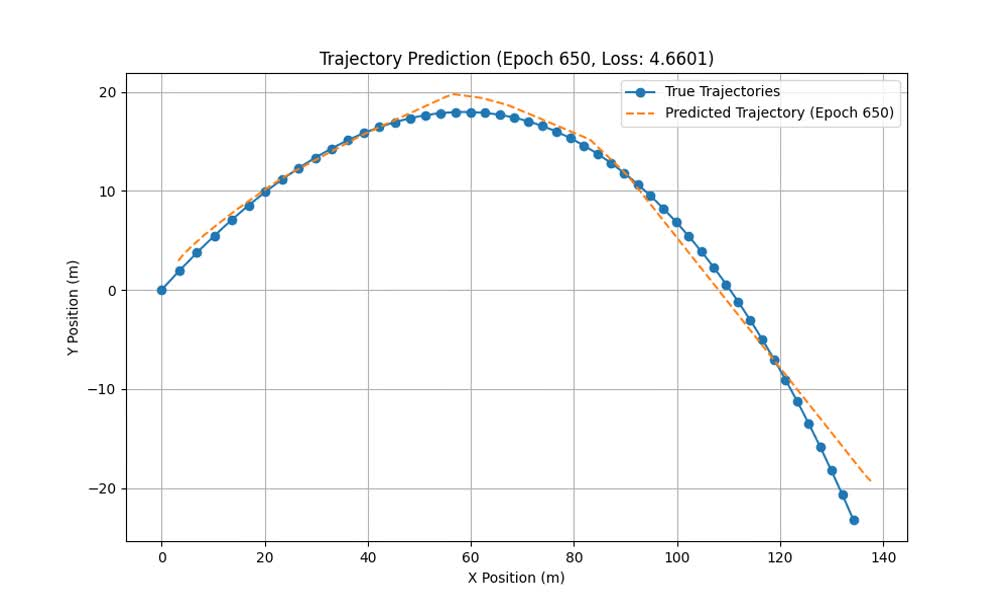 Trajectory Prediction (Epoch 650, Loss: 4.6601)
True Trajectories
Predicted Trajectory (Epoch 650)
Y Position (m)
20
10
0
−10
−20
0 20 40 60 80 100 120 140
X Position (m)